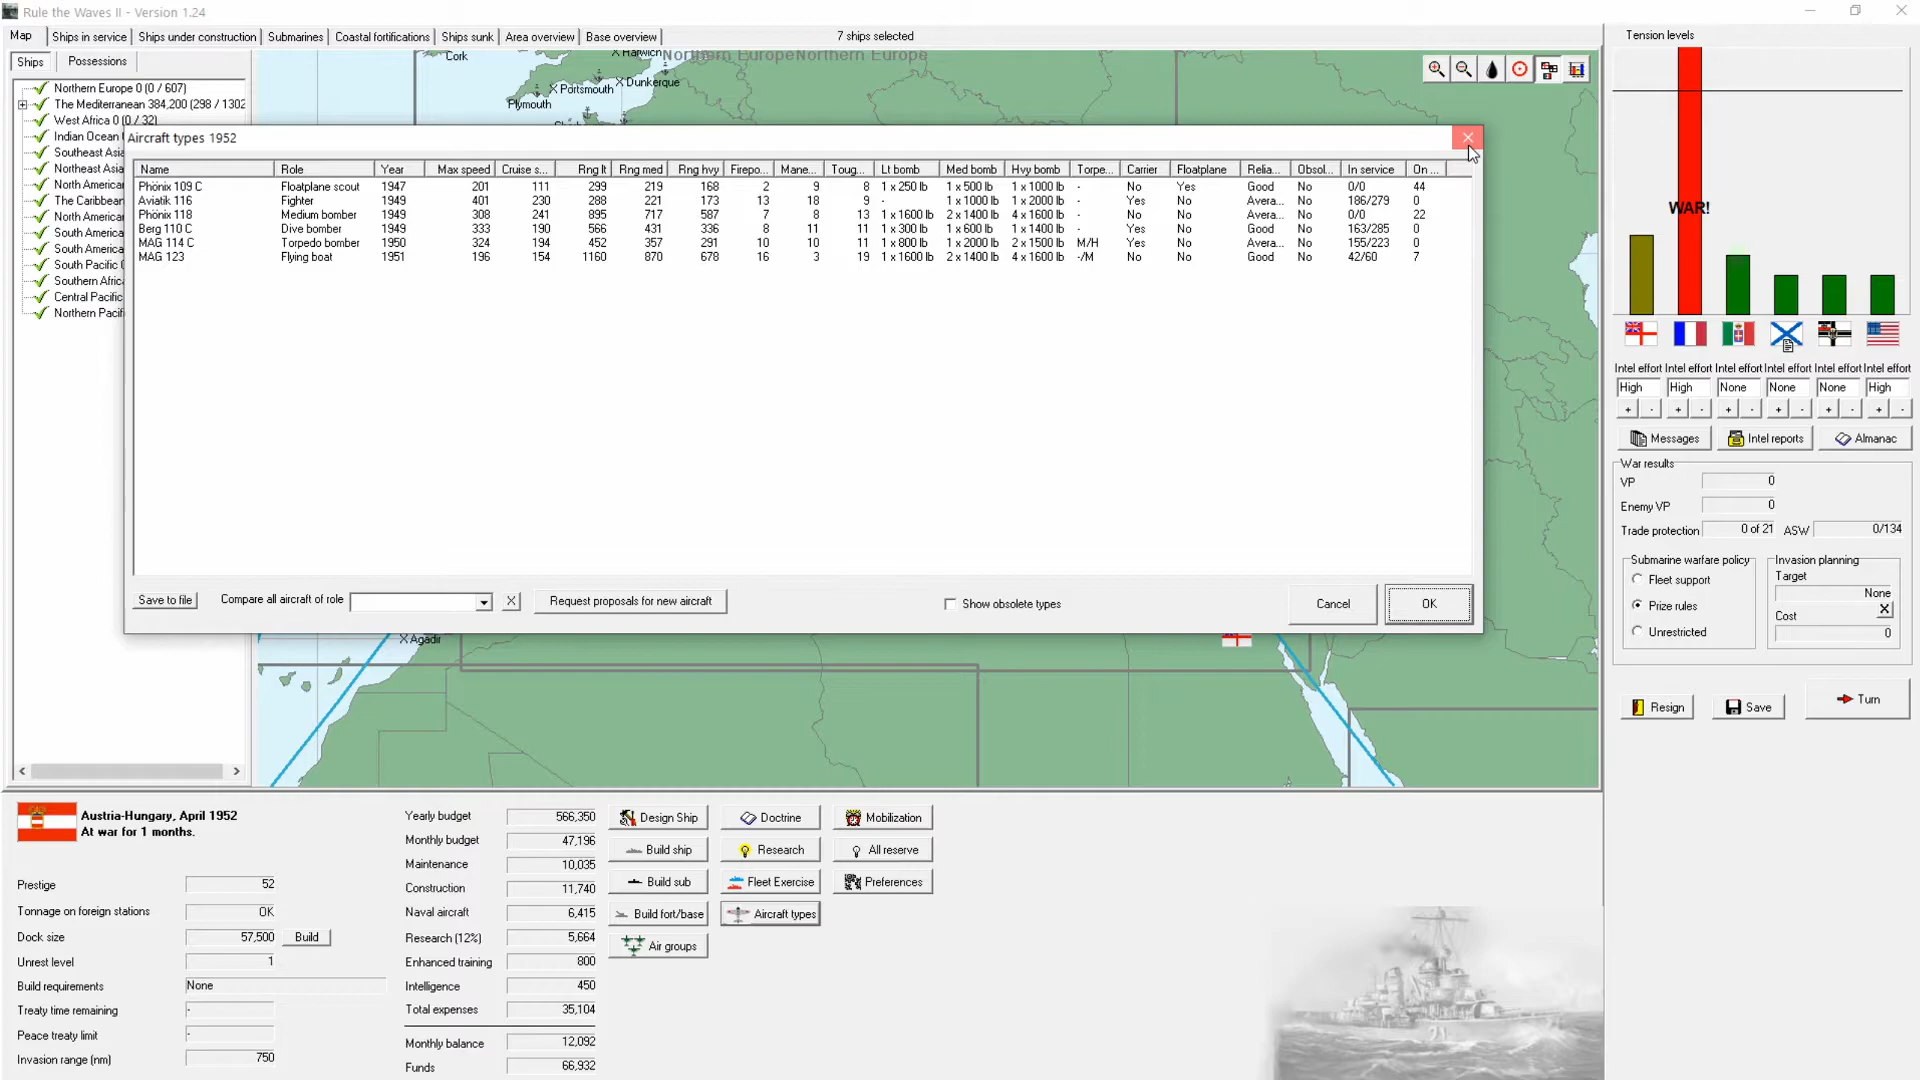 Rule the Waves II - Version 1.24
Map Ships in service Ships under construction Submarines Coastal fortifications Ships sunk Area overview Base overview 7 ships selected
Ships Possessions
Northern Europe 0 (0 / 607)
The Mediterranean 384,200 (298 / 1302
West Africa 0 (0 / 32)
Indian Ocean
Southeast Asia
Northeast Asia
North American
The Caribbean
North American
South America
South America
South Pacific
Southern Africa
Central Pacific
Northern Pacific
Cork
Harwich
Northern EuropeNorthern Europe
Portsmouth
Dunkerque
Plymouth
Aircraft types 1952
Name Role Year Max speed Cruise s... Rng lt Rng med Rng hvy Firepo... Mane... Toug... Lt bomb Med bomb Hvy bomb Torpe... Carrier Floatplane Relia... Obsol... In service On ...
Phönix 109 C Floatplane scout 1947 201 111 299 219 168 2 9 8 1 x 250 lb 1 x 500 lb 1 x 1000 lb - No Yes Good No 0/0 44
Aviatik 116 Fighter 1949 401 230 288 221 173 13 18 9 - 1 x 1000 lb 1 x 2000 lb - Yes No Avera... No 186/279 0
Phönix 118 Medium bomber 1949 308 241 895 717 587 7 8 13 1 x 1600 lb 2 x 1400 lb 4 x 1600 lb - No No Good No 0/0 22
Berg 110 C Dive bomber 1949 333 190 566 431 336 8 11 11 1 x 300 lb 1 x 600 lb 1 x 1400 lb - Yes No Good No 163/285 0
MAG 114 C Torpedo bomber 1950 324 194 452 357 291 10 10 11 1 x 800 lb 1 x 2000 lb 2 x 1500 lb M/H Yes No Avera... No 155/223 0
MAG 123 Flying boat 1951 196 154 1160 870 678 16 3 19 1 x 1600 lb 2 x 1400 lb 4 x 1600 lb -/M No No Good No 42/60 7
Save to file Compare all aircraft of role X Request proposals for new aircraft Show obsolete types Cancel OK
Agadir
Tension levels
WAR!
Intel effort Intel effort Intel effort Intel effort Intel effort Intel effort
High High None None None High
+ - + - + - + - + - + -
Messages Intel reports Almanac
War results
VP 0
Enemy VP 0
Trade protection 0 of 21 ASW 0/134
Submarine warfare policy
Fleet support
Prize rules
Unrestricted
Invasion planning
Target
None
Cost X
0
Resign Save Turn
Austria-Hungary, April 1952
At war for 1 months.
Prestige 52
Tonnage on foreign stations OK
Dock size 57,500 Build
Unrest level 1
Build requirements None
Treaty time remaining -
Peace treaty limit -
Invasion range (nm) 750
Yearly budget 566,350
Monthly budget 47,196
Maintenance 10,035
Construction 11,740
Naval aircraft 6,415
Research (12%) 5,664
Enhanced training 800
Intelligence 450
Total expenses 35,104
Monthly balance 12,092
Funds 66,932
Design Ship Doctrine Mobilization
Build ship Research All reserve
Build sub Fleet Exercise Preferences
Build fort/base Aircraft types
Air groups